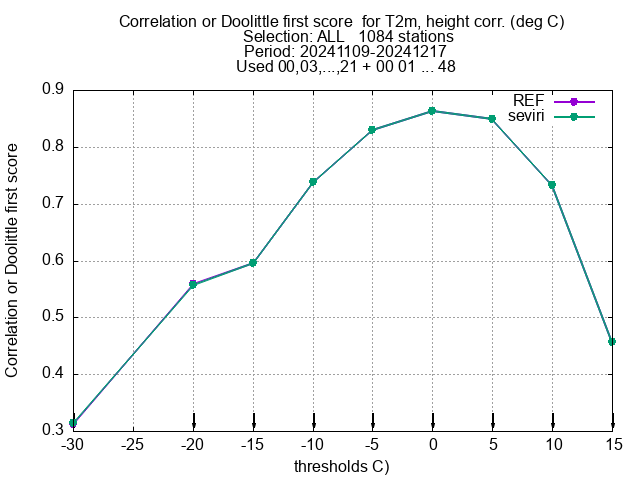 Correlation or Doolittle first score  for T2m, height corr. (deg C)
Selection: ALL   1084 stations
Period: 20241109-20241217
Used 00,03,...,21 + 00 01 ... 48
REF
seviri
Correlation or Doolittle first score
0.9
0.8
0.7
0.6
0.5
0.4
0.3
-30 -25 -20 -15 -10 -5 0 5 10 15
thresholds C)